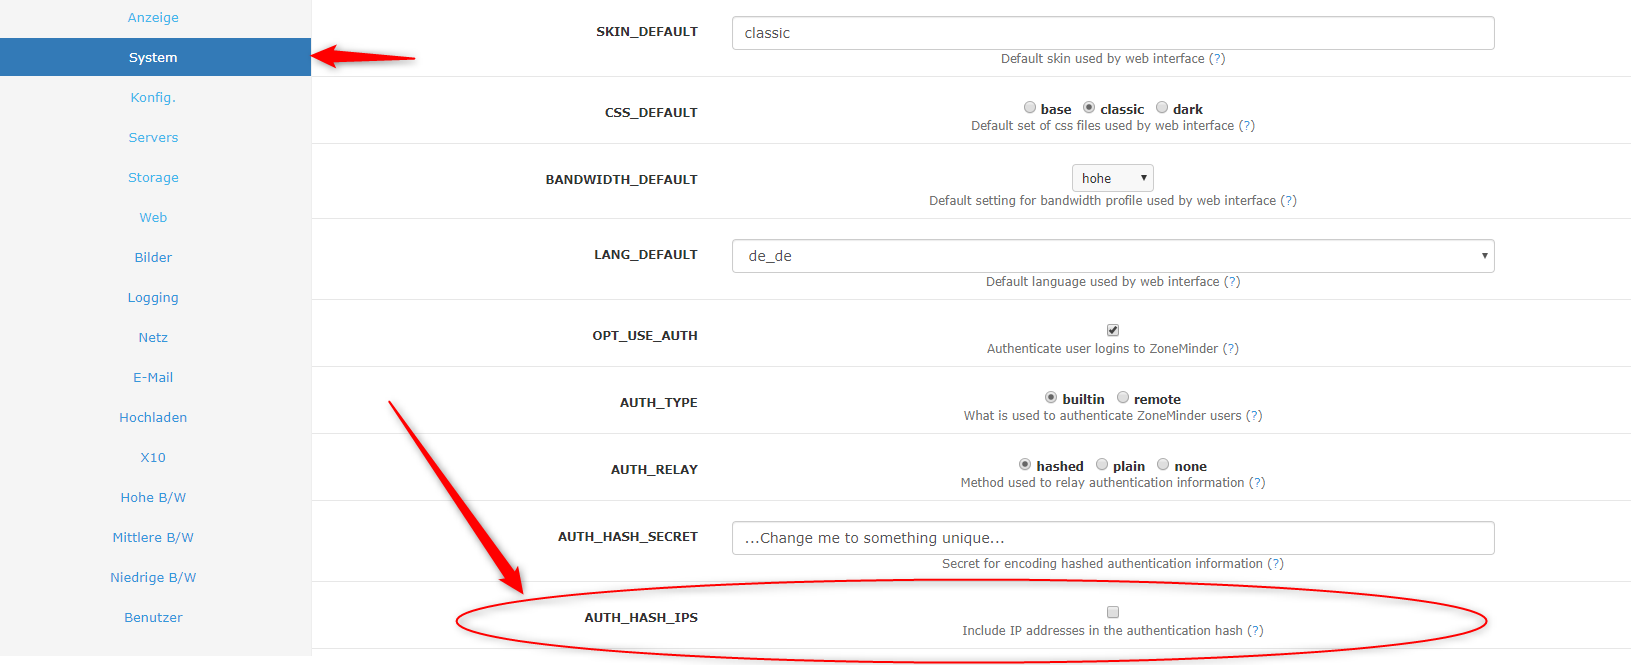 Anzeige
System
Konfig.
Servers
Storage
Web
Bilder
Logging
Netz
E-Mail
Hochladen
X10
Hohe B/W
Mittlere B/W
Niedrige B/W
Benutzer
SKIN_DEFAULT
classic
Default skin used by web interface (?)
CSS_DEFAULT
base classic dark
Default set of css files used by web interface (?)
BANDWIDTH_DEFAULT
hohe
Default setting for bandwidth profile used by web interface (?)
LANG_DEFAULT
de_de
Default language used by web interface (?)
OPT_USE_AUTH
Authenticate user logins to ZoneMinder (?)
AUTH_TYPE
builtin remote
What is used to authenticate ZoneMinder users (?)
AUTH_RELAY
hashed plain none
Method used to relay authentication information (?)
AUTH_HASH_SECRET
...Change me to something unique...
Secret for encoding hashed authentication information (?)
AUTH_HASH_IPS
Include IP addresses in the authentication hash (?)